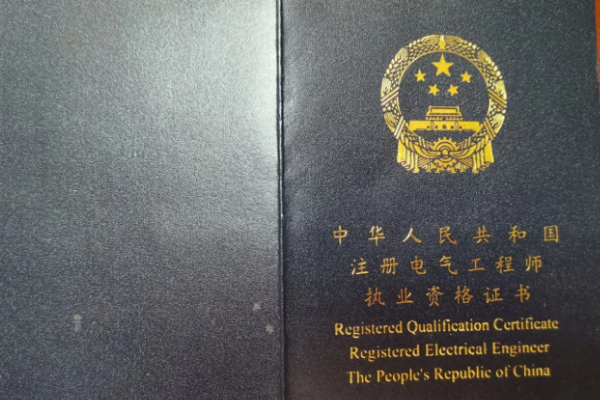 中华人民共和国
注册电气工程师
执业资格证书
Registered Qualification Certificate
Registered Electrical Engineer
The People's Republic of China